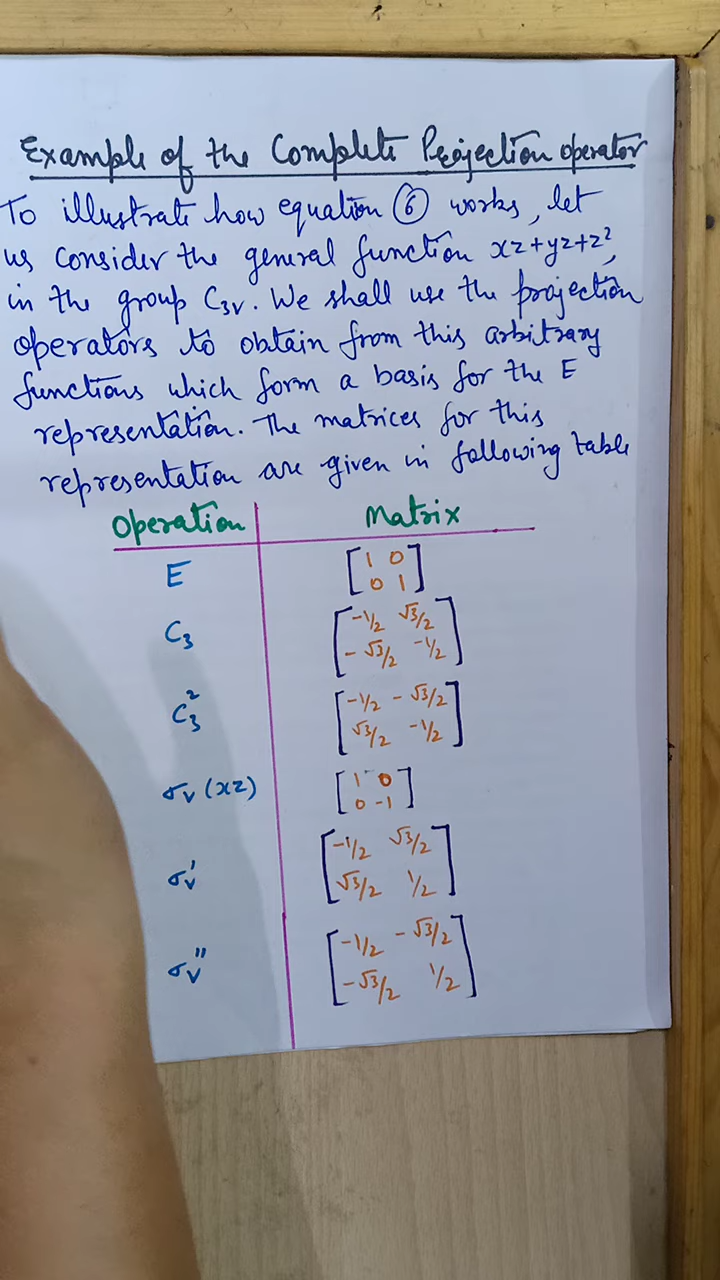 Example of the Complete Projection operator
To illustrate how equation ⑥ works, let
us consider the general function xz+yz+z²,
in the group C₃ᵥ. We shall use the projection
operators to obtain from this arbitrary
functions which form a basis for the E
representation. The matrices for this
representation are given in following table
Operation Matrix
E [1 0
0 1]
C₃ [-1/2 √3/2
-√3/2 -1/2]
C₃² [-1/2 -√3/2
√3/2 -1/2]
σᵥ (xz) [1 0
0 -1]
σᵥ' [-1/2 √3/2
√3/2 1/2]
σᵥ'' [-1/2 -√3/2
-√3/2 1/2]